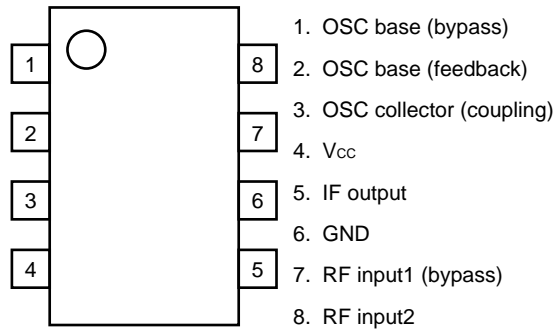 1
2
3
4
8
7
6
5
1. OSC base (bypass)
2. OSC base (feedback)
3. OSC collector (coupling)
4. Vcc
5. IF output
6. GND
7. RF input1 (bypass)
8. RF input2